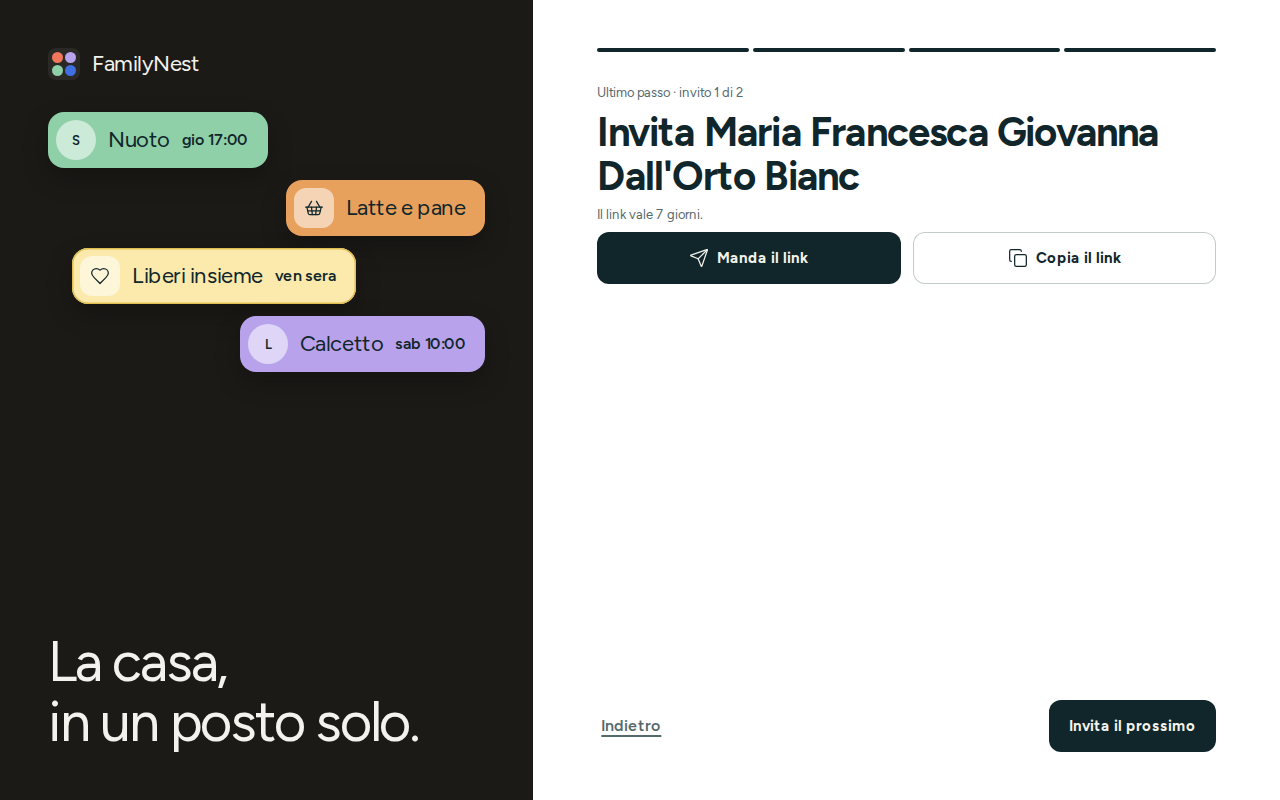 FamilyNest
S Nuoto gio 17:00
Latte e pane
Liberi insieme ven sera
L Calcetto sab 10:00
La casa,
in un posto solo.
Ultimo passo · invito 1 di 2
Invita Maria Francesca Giovanna
Dall'Orto Bianc
Il link vale 7 giorni.
Manda il link
Copia il link
Indietro
Invita il prossimo